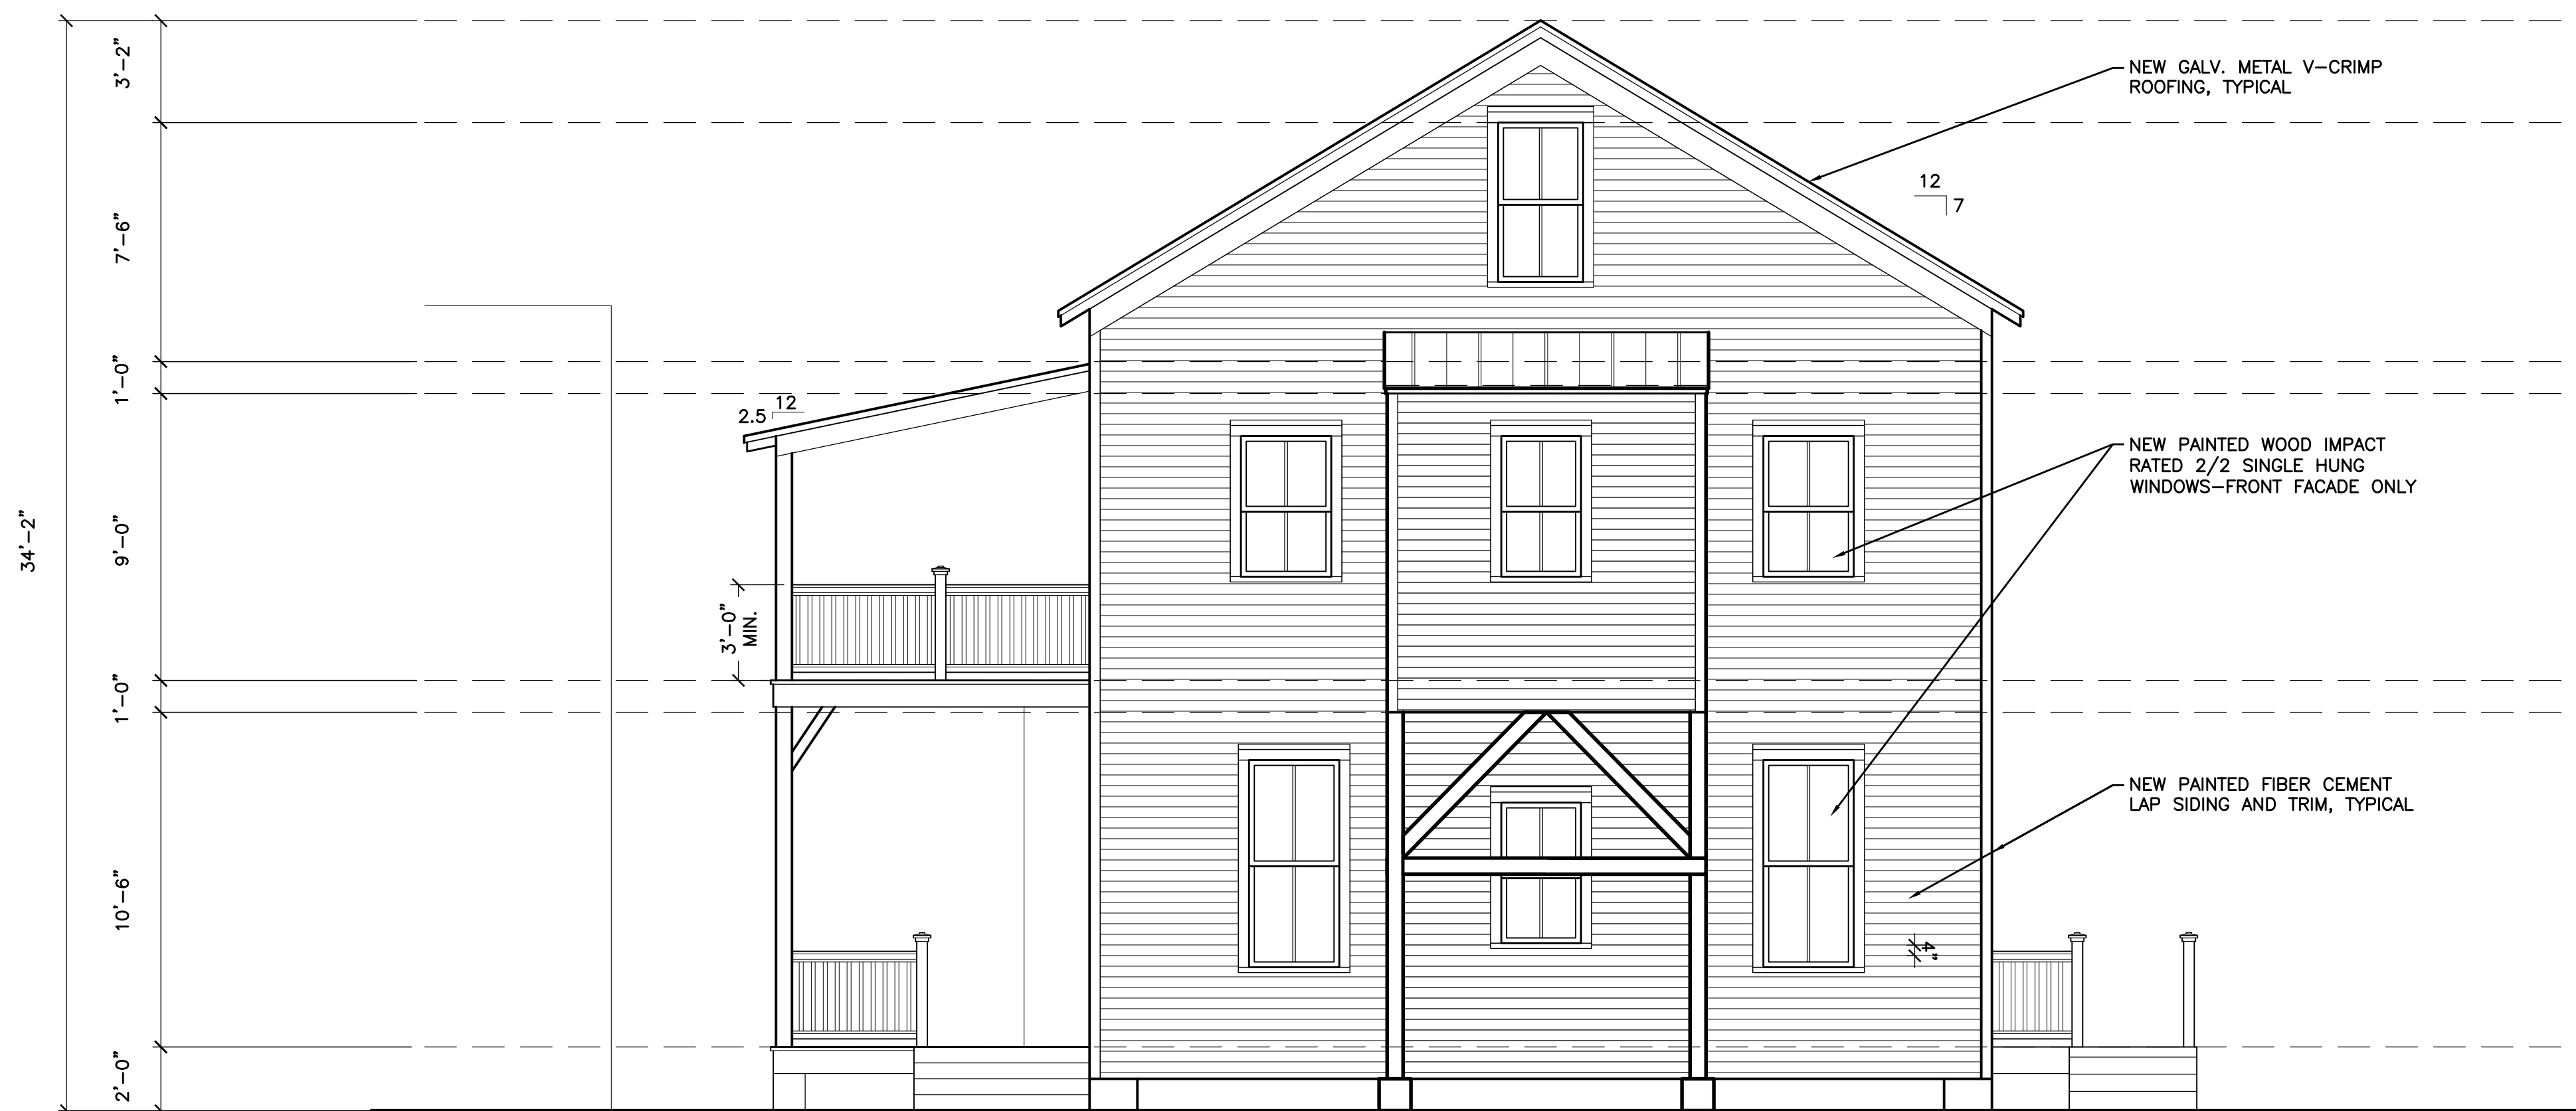 3'-2"
NEW GALV. METAL V-CRIMP
ROOFING, TYPICAL
12
7
7'-6"
1'-0"
12
2.5
NEW PAINTED WOOD IMPACT
RATED 2/2 SINGLE HUNG
WINDOWS-FRONT FACADE ONLY
34'-2"
9'-0"
3'-0"
MIN.
1'-0"
NEW PAINTED FIBER CEMENT
LAP SIDING AND TRIM, TYPICAL
10'-6"
4"
2'-0"